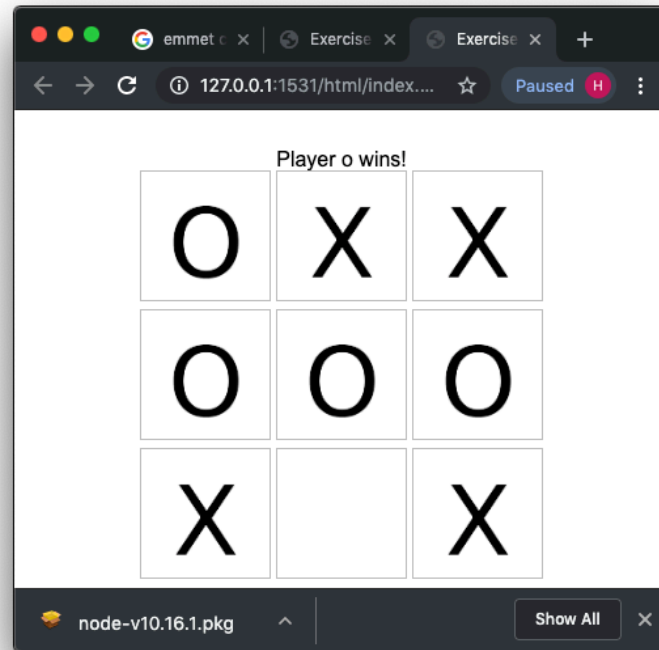 emmet c
Exercise
Exercise
127.0.0.1:1531/html/index....
Paused
H
Player o wins!
O X X
O O O
X X
node-v10.16.1.pkg
Show All